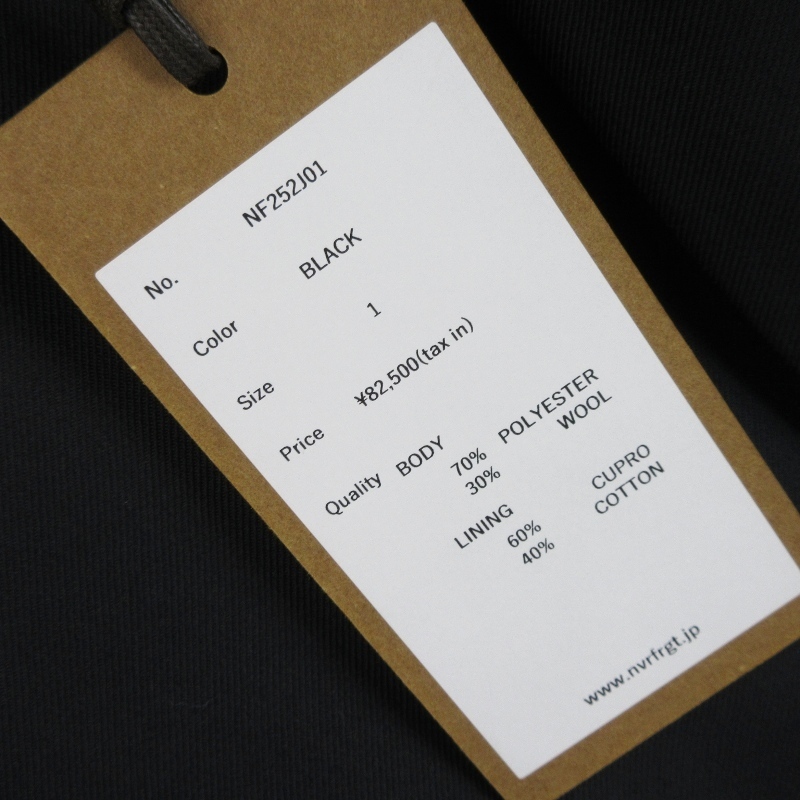 No. NF252J01
Color BLACK
Size 1
Price ¥82,500(tax in)
Quality BODY
70% POLYESTER
30% WOOL
LINING
60% CUPRO
40% COTTON
www.nvrfrgt.jp